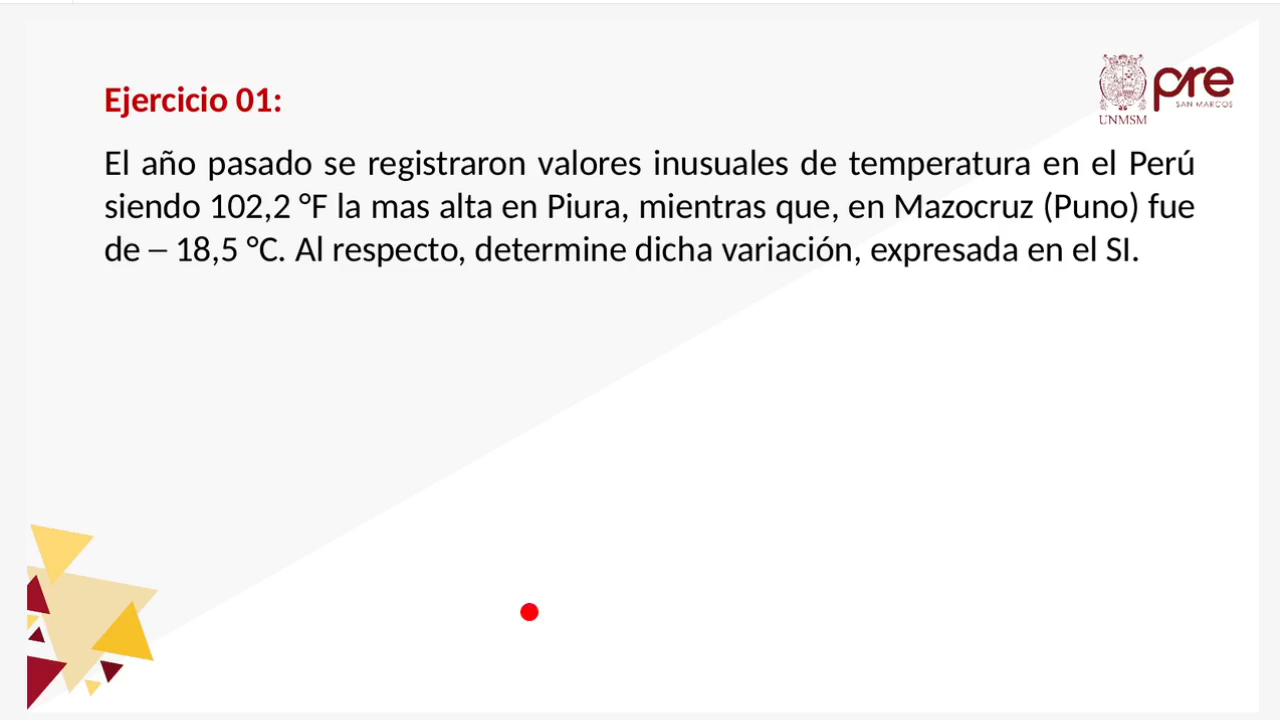 Ejercicio 01:
pre
SAN MARCOS
UNMSM
El año pasado se registraron valores inusuales de temperatura en el Perú
siendo 102,2 °F la mas alta en Piura, mientras que, en Mazocruz (Puno) fue
de – 18,5 °C. Al respecto, determine dicha variación, expresada en el SI.